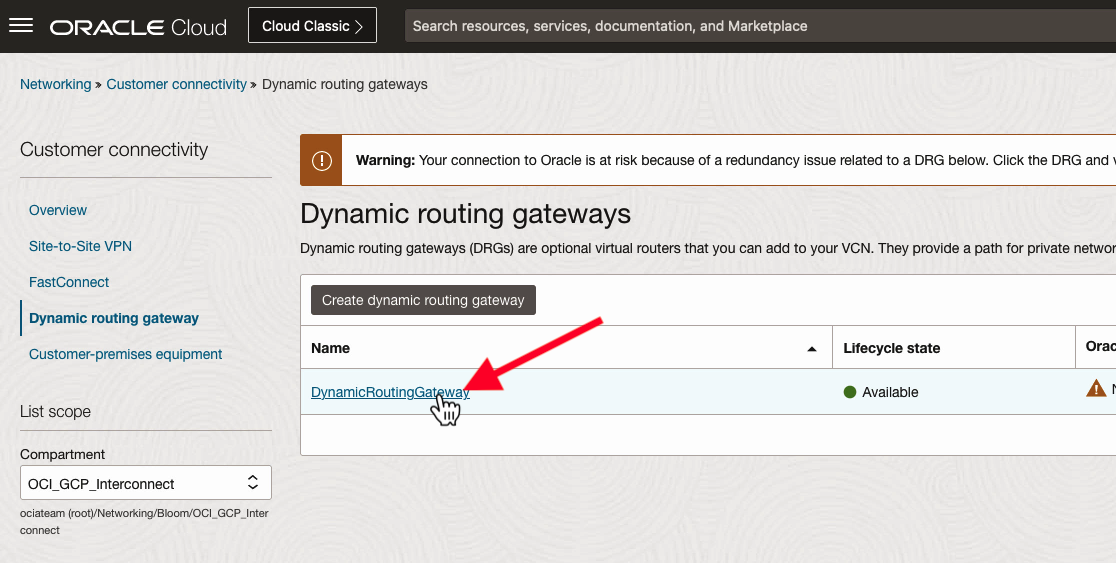 ORACLE Cloud
Cloud Classic >
Search resources, services, documentation, and Marketplace
Networking » Customer connectivity » Dynamic routing gateways
Customer connectivity
Overview
Site-to-Site VPN
FastConnect
Dynamic routing gateway
Customer-premises equipment
List scope
Compartment
OCI_GCP_Interconnect
ociateam (root)/Networking/Bloom/OCI_GCP_Inter
connect
Warning: Your connection to Oracle is at risk because of a redundancy issue related to a DRG below. Click the DRG and
Dynamic routing gateways
Dynamic routing gateways (DRGs) are optional virtual routers that you can add to your VCN. They provide a path for private
Create dynamic routing gateway
Name
Lifecycle state
DynamicRoutingGateway
Available